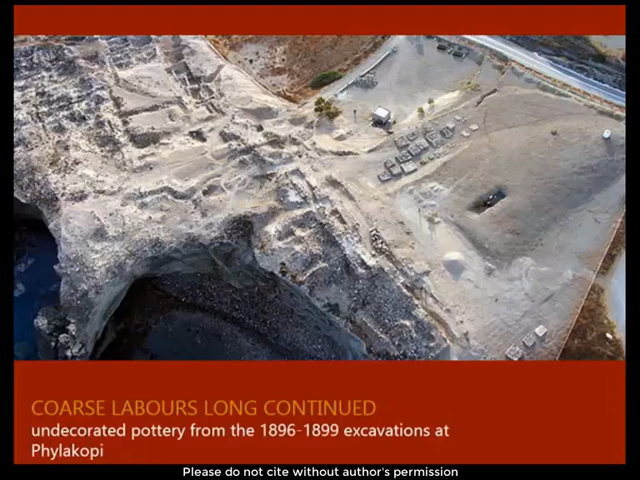 COARSE LABOURS LONG CONTINUED
undecorated pottery from the 1896-1899 excavations at
Phylakopi
Please do not cite without author's permission